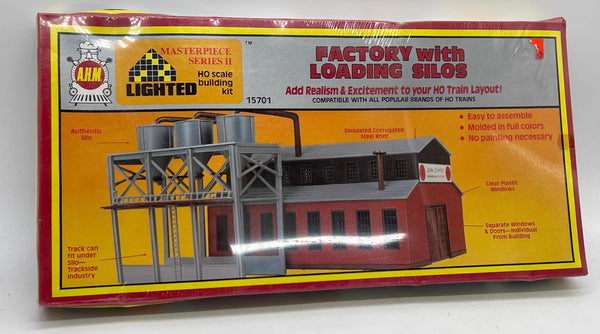 A.H.M.
MASTERPIECE
SERIES II
LIGHTED
HO scale
building
kit
™
15701
FACTORY with
LOADING SILOS
Add Realism & Excitement to your HO Train Layout!
COMPATIBLE WITH ALL POPULAR BRANDS OF HO TRAINS
• Easy to assemble
• Molded in full colors
• No painting necessary
Authentic
Silo
Simulated Corrugated
Steel Roof
Clear Plastic
Windows
Separate Windows
& Doors—Individual
From Building
Track can
fit under
Silo—
Trackside
industry